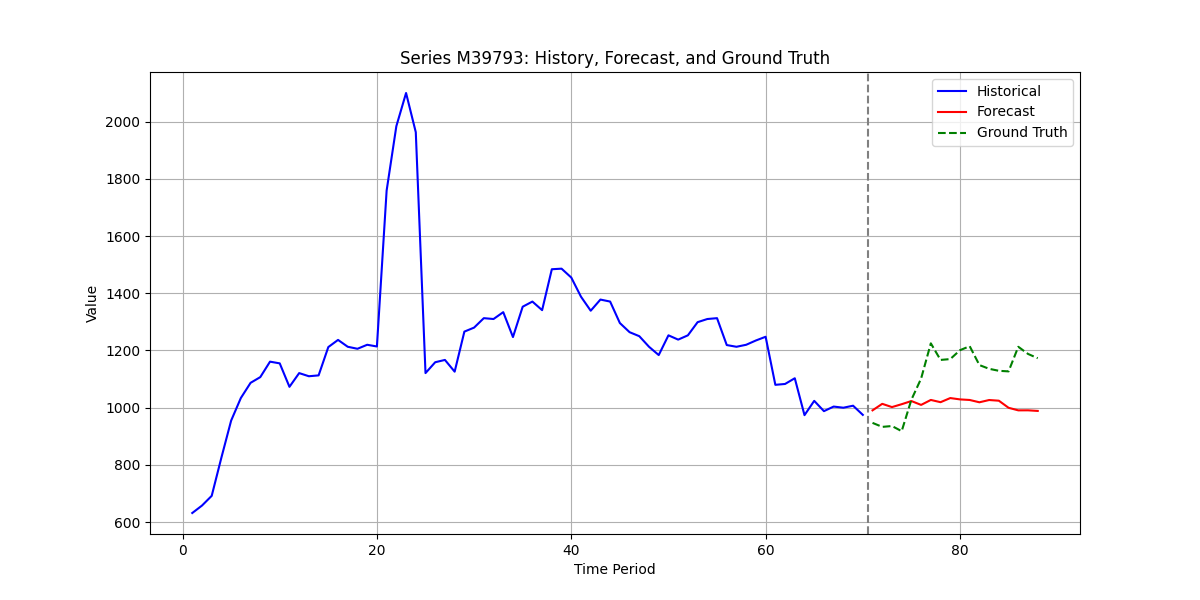 Series M39793: History, Forecast, and Ground Truth
Historical
Forecast
Ground Truth
2000
1800
1600
1400
1200
1000
800
600
Value
0 20 40 60 80
Time Period